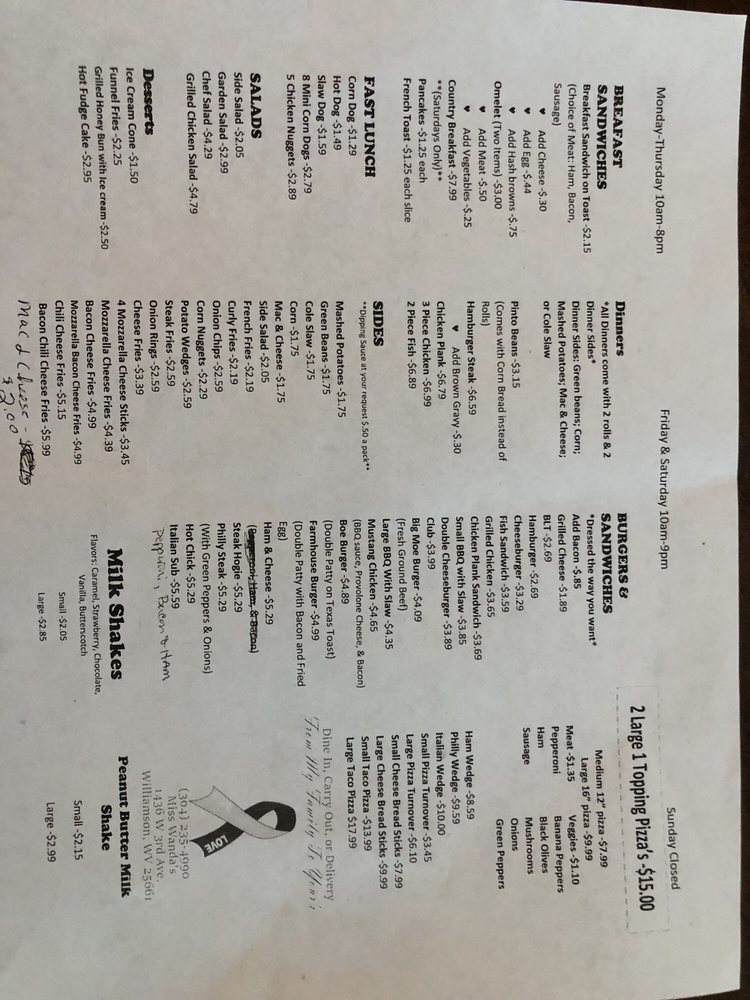 Monday-Thursday 10am-8pm
Friday & Saturday 10am-9pm
Sunday Closed
BREAFAST
SANDWICHES
Breakfast Sandwich on Toast -$2.15
(Choice of Meat: Ham, Bacon,
Sausage)
♥ Add Cheese -$.30
♥ Add Egg -$.44
♥ Add Hash browns -$.75
Omelet (Two Items) -$3.00
♥ Add Meat -$.50
♥ Add Vegetables -$.25
Country Breakfast -$7.99
**(Saturdays Only)**
Pancakes -$1.25 each
French Toast -$1.25 each slice
FAST LUNCH
Corn Dog -$1.29
Hot Dog -$1.49
Slaw Dog -$1.59
8 Mini Corn Dogs -$2.79
5 Chicken Nuggets -$2.89
SALADS
Side Salad -$2.05
Garden Salad -$2.99
Chef Salad -$4.29
Grilled Chicken Salad -$4.79
Desserts
Ice Cream Cone -$1.50
Funnel Fries -$2.25
Grilled Honey Bun with Ice cream -$2.50
Hot Fudge Cake -$2.95
Dinners
*All Dinners come with 2 rolls & 2
Dinner Sides*
Dinner Sides: Green beans; Corn;
Mashed Potatoes; Mac & Cheese;
or Cole Slaw
Pinto Beans -$3.15
(Comes with Corn Bread instead of
Rolls)
Hamburger Steak -$6.59
♥ Add Brown Gravy -$.30
Chicken Plank -$6.79
3 Piece Chicken -$6.99
2 Piece Fish -$6.89
SIDES
**Dipping Sauce at your request $.50 a pack**
Mashed Potatoes -$1.75
Green Beans -$1.75
Cole Slaw -$1.75
Corn -$1.75
Mac & Cheese -$1.75
Side Salad -$2.05
French Fries -$2.19
Curly Fries -$2.19
Onion Chips -$2.59
Corn Nuggets -$2.29
Potato Wedges -$2.59
Steak Fries -$2.59
Onion Rings -$2.59
Cheese Fries -$3.39
4 Mozzarella Cheese Sticks -$3.45
Mozzarella Cheese Fries -$4.39
Bacon Cheese Fries -$4.99
Mozzarella Bacon Cheese Fries -$4.99
Chili Cheese Fries -$5.15
Bacon Chili Cheese Fries -$5.99
Mac & Cheese -
$2.00
BURGERS &
SANDWICHES
*Dressed the way you want*
Add Bacon -$.85
Grilled Cheese -$1.89
BLT -$2.69
Hamburger -$2.69
Cheeseburger -$3.29
Fish Sandwich -$3.59
Grilled Chicken -$3.65
Chicken Plank Sandwich -$3.69
Small BBQ with Slaw -$3.85
Double Cheeseburger -$3.89
Club -$3.99
Big Moe Burger -$4.09
(Fresh Ground Beef)
Large BBQ With Slaw -$4.35
Mustang Chicken -$4.65
(BBQ sauce, Provolone Cheese, & Bacon)
Boe Burger -$4.89
(Double Patty on Texas Toast)
Farmhouse Burger -$4.99
(Double Patty with Bacon and Fried
Egg)
Ham & Cheese -$5.29
(Pepperoni, Ham, & Bacon)
Steak Hogie -$5.29
Philly Steak -$5.29
(With Green Peppers & Onions)
Hot Chick -$5.29
Italian Sub -$5.59
Pepperoni, Bacon & Ham
Milk Shakes
Flavors: Caramel, Strawberry, Chocolate,
Vanilla, Butterscotch
Small -$2.05
Large -$2.85
2 Large 1 Topping Pizza's -$15.00
Medium 12" pizza -$7.99
Large 16" pizza -$9.99
Meat -$1.35
Pepperoni
Ham
Sausage
Veggies -$1.10
Banana Peppers
Black Olives
Mushrooms
Onions
Green Peppers
Ham Wedge -$8.59
Philly Wedge -$9.59
Italian Wedge -$10.00
Small Pizza Turnover -$3.45
Large Pizza Turnover -$6.10
Small Cheese Bread Sticks -$7.99
Large Cheese Bread Sticks -$9.99
Small Taco Pizza -$13.99
Large Taco Pizza $17.99
Dine In, Carry Out, or Delivery
From My Family To Yours
LOVE
(304) 235-4990
Miss Wanda's
1436 W 3rd Ave.
Williamson, WV 25661
Peanut Butter Milk
Shake
Small -$2.15
Large -$2.99